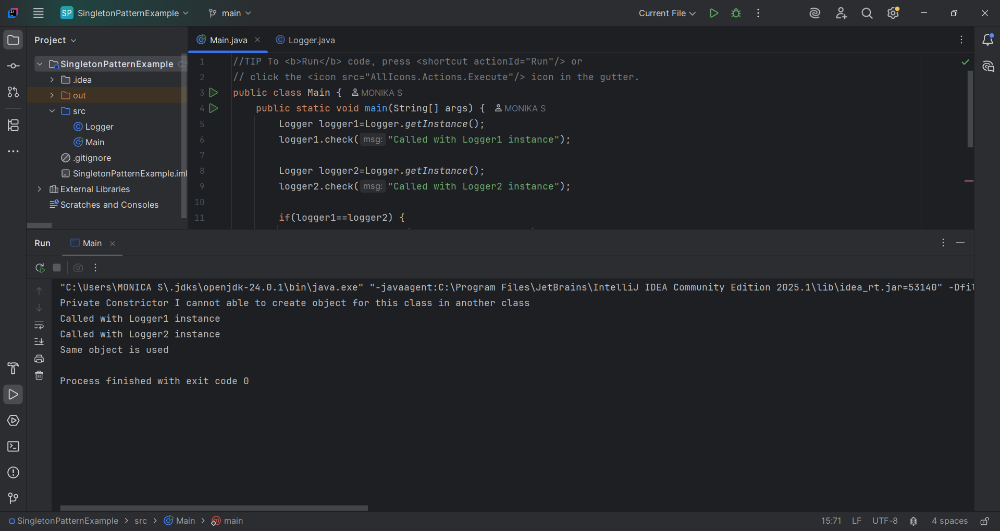 SP SingletonPatternExample main Current File
Project
Main.java Logger.java
SingletonPatternExample
.idea
out
src
Logger
Main
.gitignore
SingletonPatternExample.iml
External Libraries
Scratches and Consoles
1 //TIP To <b>Run</b> code, press <shortcut actionId="Run"/> or
2 // click the <icon src="AllIcons.Actions.Execute"/> icon in the gutter.
3 public class Main { MONIKA S
4 public static void main(String[] args) { MONIKA S
5 Logger logger1=Logger.getInstance();
6 logger1.check( msg: "Called with Logger1 instance");
7
8 Logger logger2=Logger.getInstance();
9 logger2.check( msg: "Called with Logger2 instance");
10
11 if(logger1==logger2) {
Run Main
"C:\Users\MONICA S\.jdks\openjdk-24.0.1\bin\java.exe" "-javaagent:C:\Program Files\JetBrains\IntelliJ IDEA Community Edition 2025.1\lib\idea_rt.jar=53140" -Dfil
Private Constrictor I cannot able to create object for this class in another class
Called with Logger1 instance
Called with Logger2 instance
Same object is used
Process finished with exit code 0
SingletonPatternExample > src > Main > main 15:71 LF UTF-8 4 spaces